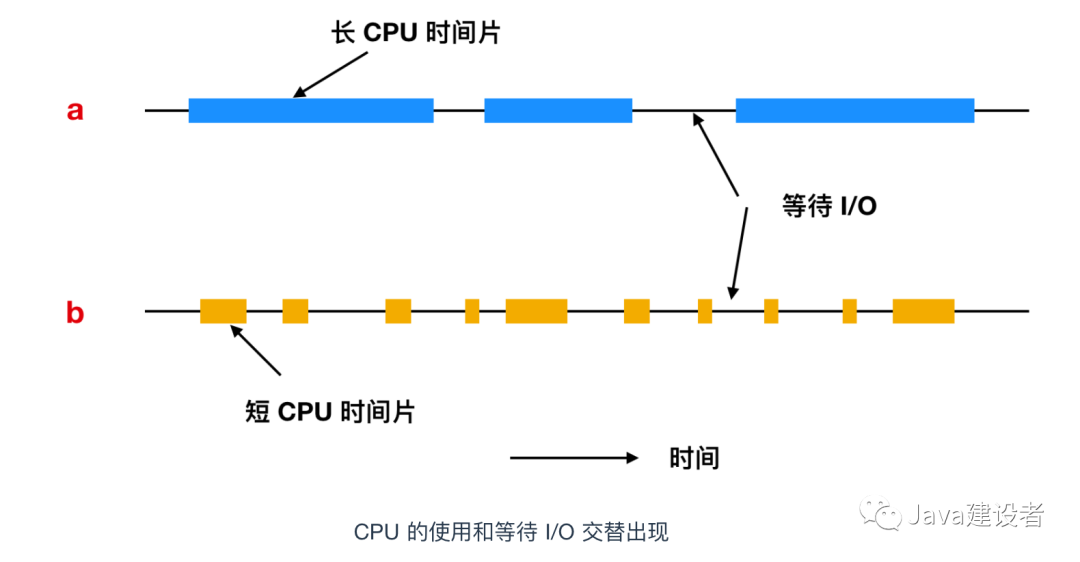 长 CPU 时间片
a
等待 I/O
b
短 CPU 时间片
时间
CPU 的使用和等待 I/O 交替出现
Java建设者